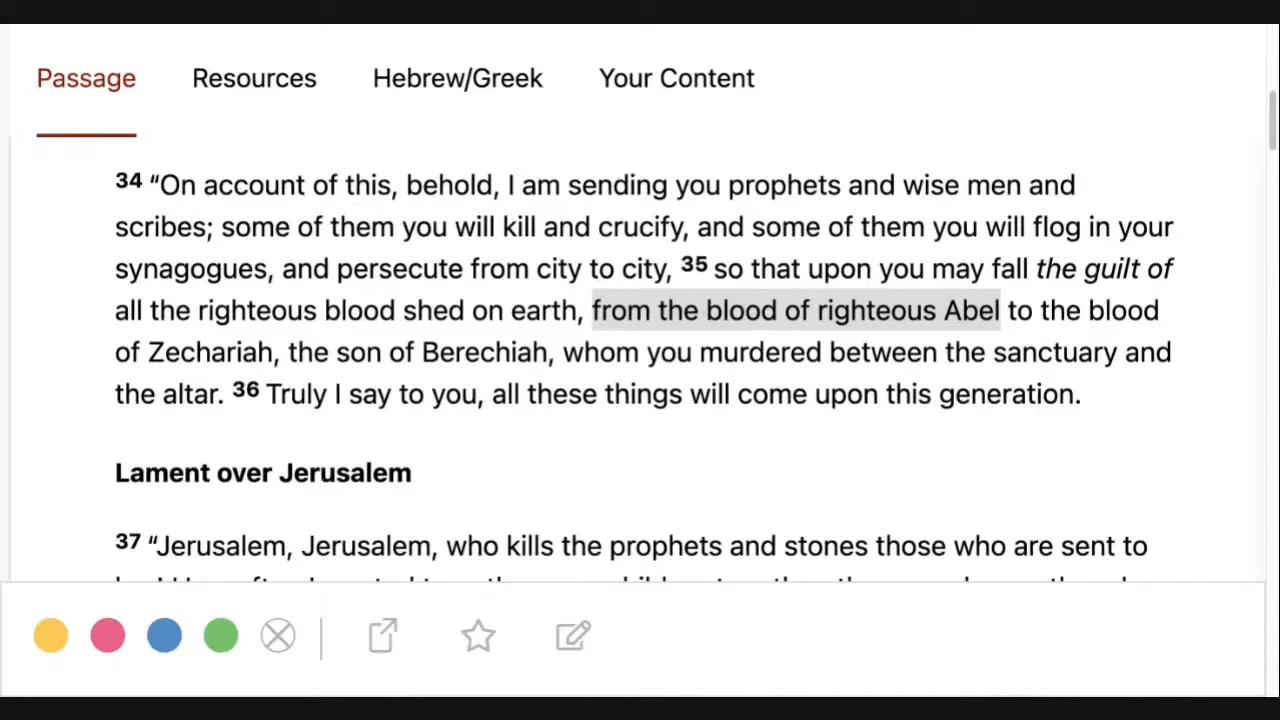 Passage Resources Hebrew/Greek Your Content
34 “On account of this, behold, I am sending you prophets and wise men and
scribes; some of them you will kill and crucify, and some of them you will flog in your
synagogues, and persecute from city to city, 35 so that upon you may fall the guilt of
all the righteous blood shed on earth, from the blood of righteous Abel to the blood
of Zechariah, the son of Berechiah, whom you murdered between the sanctuary and
the altar. 36 Truly I say to you, all these things will come upon this generation.
Lament over Jerusalem
37 “Jerusalem, Jerusalem, who kills the prophets and stones those who are sent to